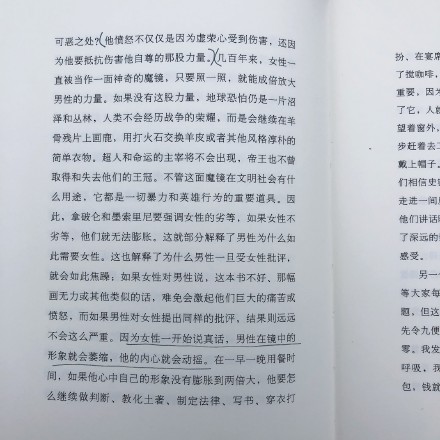 可恶之处?他愤怒不仅仅是因为虚荣心受到伤害，还因
为他要抵抗伤害他自尊的那股力量。几百年来，女性一
直被当作一面神奇的魔镜，只要照一照，就能成倍放大
男性的力量。如果没有这股力量，地球恐怕仍是一片沼
泽和丛林，人类不会经历战争的荣耀，而是会继续在羊
骨残片上画鹿，用打火石交换羊皮或者其他风格淳朴的
简单衣物。超人和命运的主宰将不会出现，帝王也不曾
取得和失去他们的王冠。不管这面魔镜在文明社会有什
么用途，它都是一切暴力和英雄行为的重要道具。因
此，拿破仑和墨索里尼要强调女性的劣等，如果女性不
劣等，他们就无法膨胀。这就部分解释了男性为什么如
此需要女性。这也解释了为什么男性一旦受女性批评，
就会如此焦躁；如果女性对男性说，这本书不好、那幅
画无力或其他类似的话，难免会激起他们巨大的痛苦或
愤怒，而如果男性对女性提出同样的批评，结果则远远
不会这么严重。因为女性一开始说真话，男性在镜中的
形象就会萎缩，他的内心就会动摇。在一早一晚用餐时
间，如果他心中自己的形象没有膨胀到两倍大，他要怎
么继续做判断、教化土著、制定法律、写书，穿衣打
扮，在宴席
了搅咖啡，
重要，因为
了它，人就
望着窗外，
步赶着去工
戴上帽子。
们相信史
走进一间
他们讲话时
了深远的
感受。
另一
等大家每
题，但这
先令九便
零。我发
呼吸，我
包，钱就